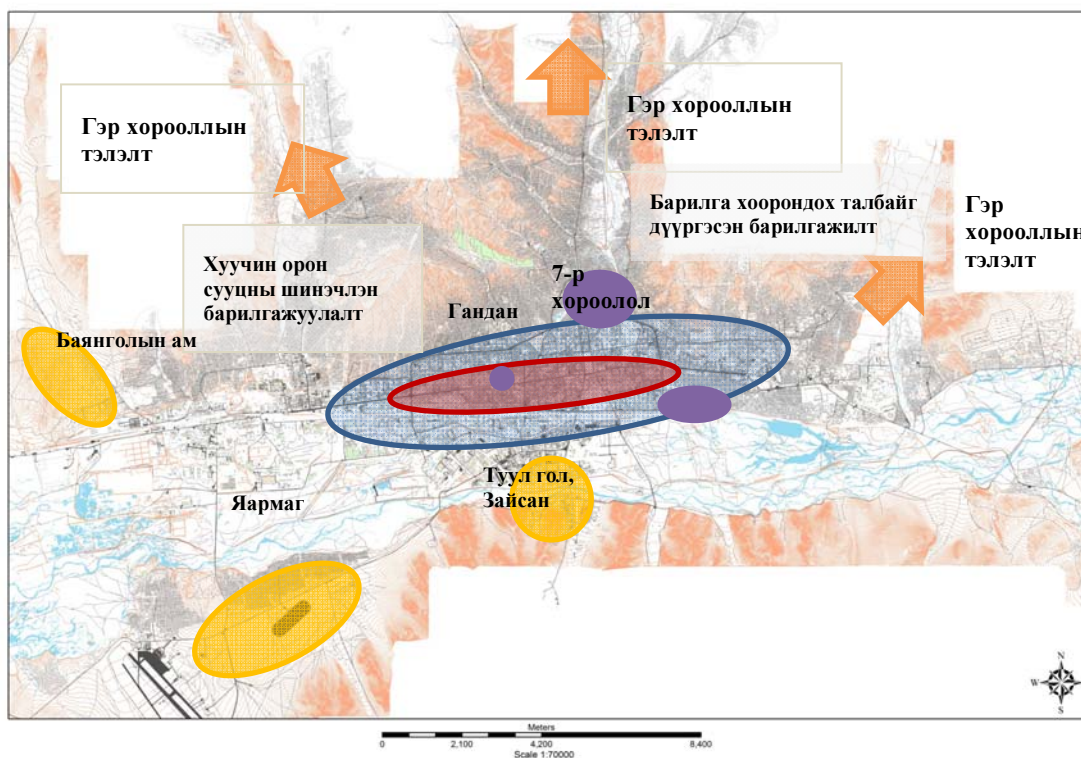 Гэр хорооллын
тэлэлт
Гэр хорооллын
тэлэлт
Барилга хоорондох талбайг
дүүргэсэн барилгажилт
Гэр
хорооллын
тэлэлт
Хуучин орон
сууцны шинэчлэн
барилгажуулалт
7-р
хороолол
Гандан
Баянголын ам
Туул гол,
Зайсан
Яармаг
N
W
S
Meters
0 2,100 4,200 8,400
Scale 1:70000